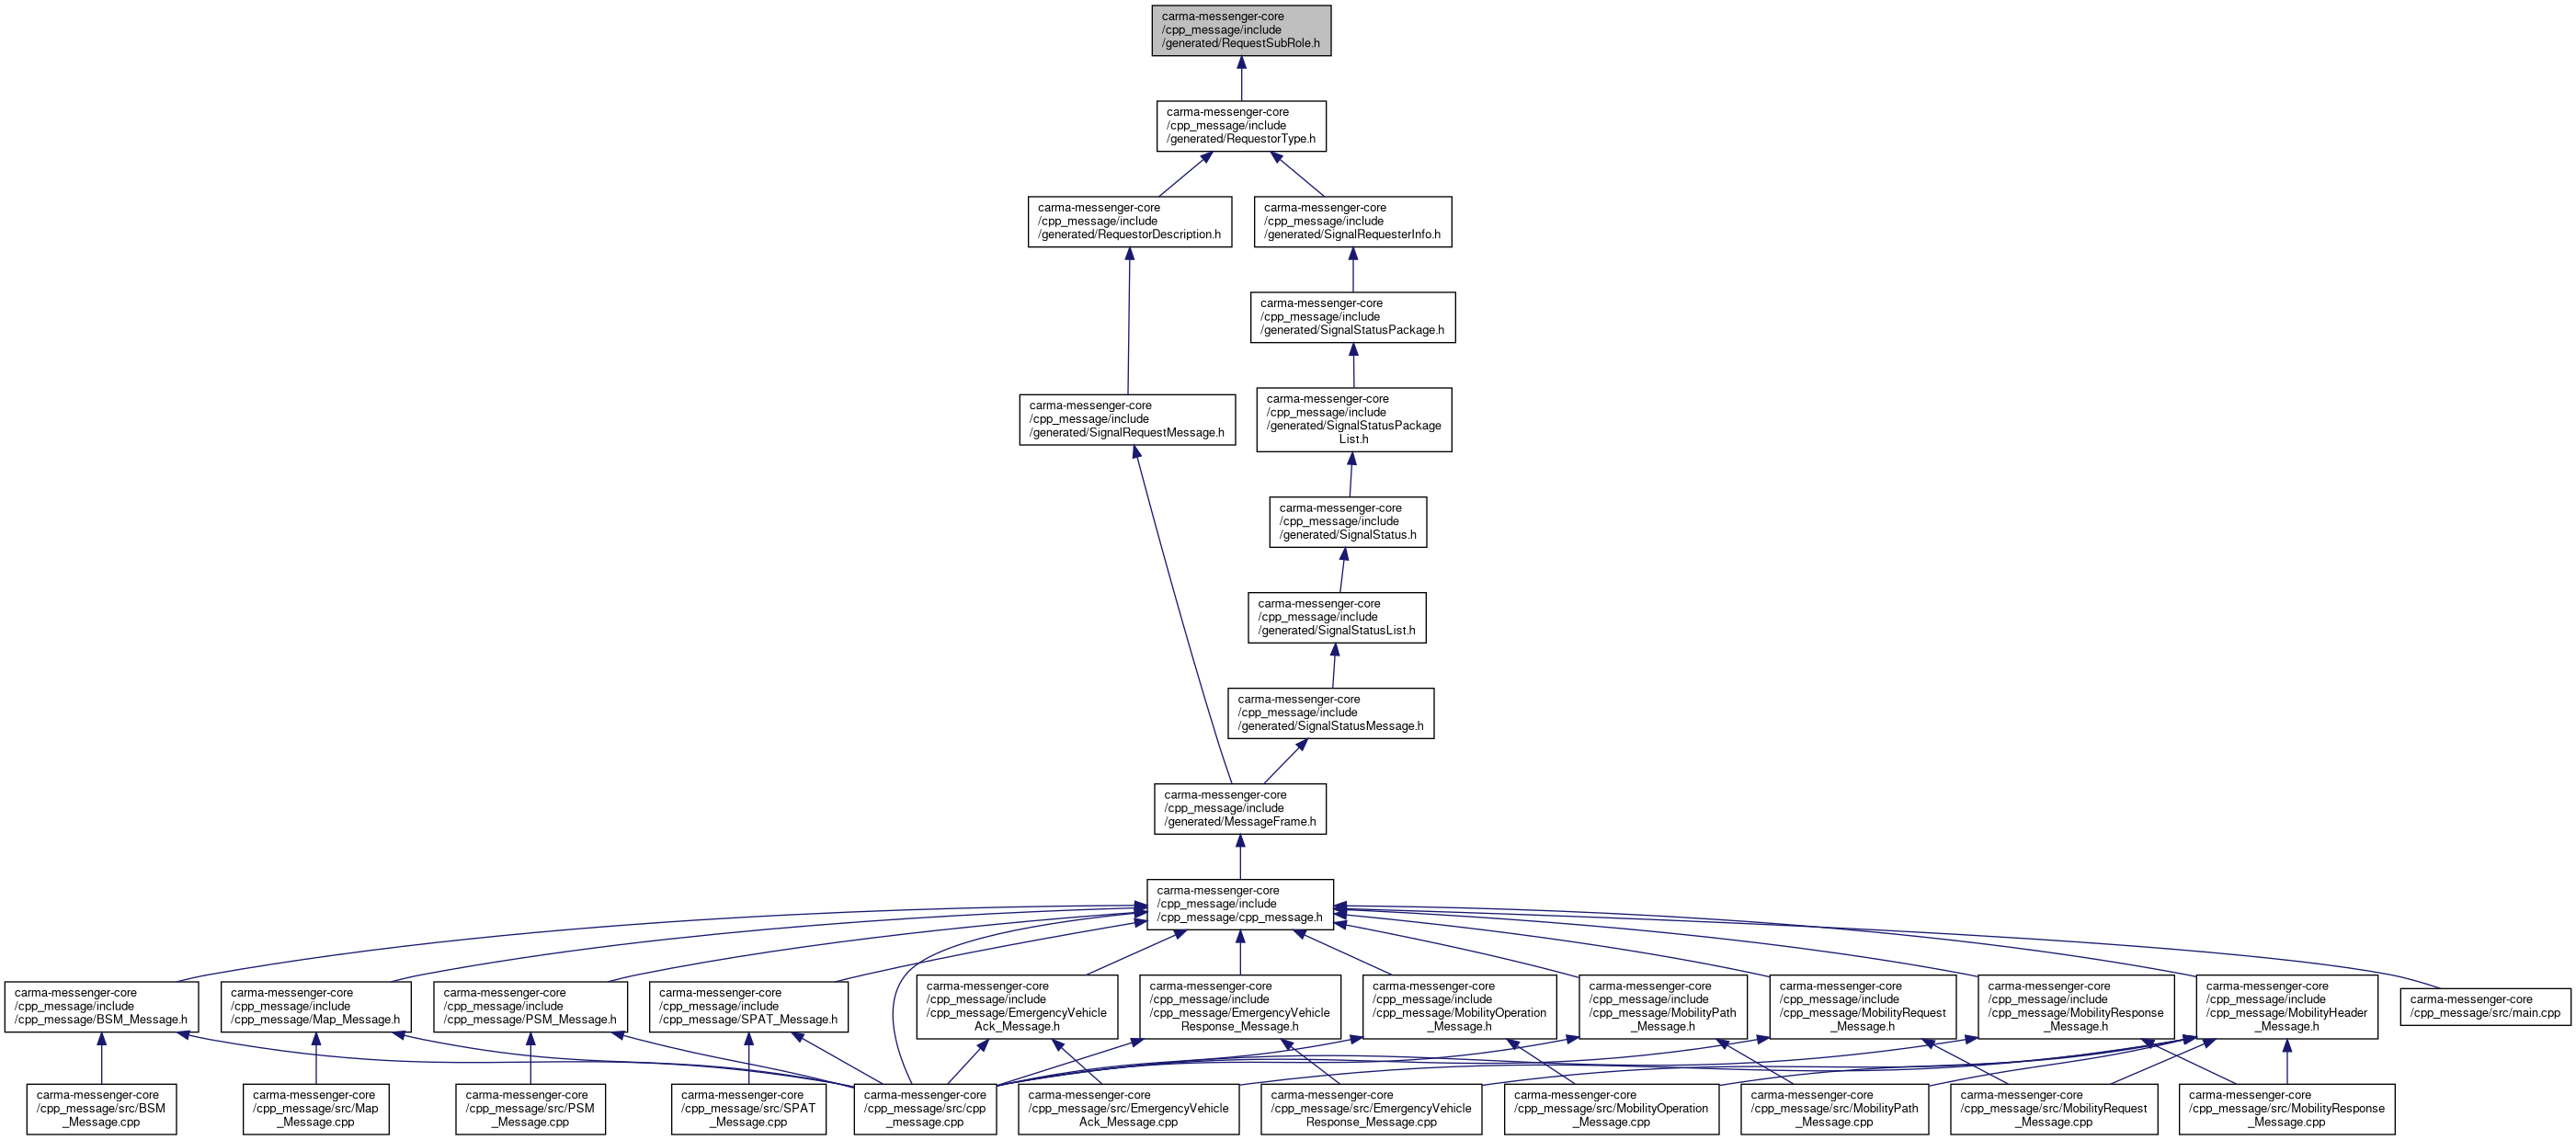 carma-messenger-core
/cpp_message/include
/generated/RequestSubRole.h
carma-messenger-core
/cpp_message/include
/generated/RequestorType.h
carma-messenger-core
/cpp_message/include
/generated/RequestorDescription.h
carma-messenger-core
/cpp_message/include
/generated/SignalRequesterInfo.h
carma-messenger-core
/cpp_message/include
/generated/SignalStatusPackage.h
carma-messenger-core
/cpp_message/include
/generated/SignalRequestMessage.h
carma-messenger-core
/cpp_message/include
/generated/SignalStatusPackage
List.h
carma-messenger-core
/cpp_message/include
/generated/SignalStatus.h
carma-messenger-core
/cpp_message/include
/generated/SignalStatusList.h
carma-messenger-core
/cpp_message/include
/generated/SignalStatusMessage.h
carma-messenger-core
/cpp_message/include
/generated/MessageFrame.h
carma-messenger-core
/cpp_message/include
/cpp_message/cpp_message.h
carma-messenger-core
/cpp_message/include
/cpp_message/BSM_Message.h
carma-messenger-core
/cpp_message/include
/cpp_message/Map_Message.h
carma-messenger-core
/cpp_message/include
/cpp_message/PSM_Message.h
carma-messenger-core
/cpp_message/include
/cpp_message/SPAT_Message.h
carma-messenger-core
/cpp_message/include
/cpp_message/EmergencyVehicle
Ack_Message.h
carma-messenger-core
/cpp_message/include
/cpp_message/EmergencyVehicle
Response_Message.h
carma-messenger-core
/cpp_message/include
/cpp_message/MobilityOperation
_Message.h
carma-messenger-core
/cpp_message/include
/cpp_message/MobilityPath
_Message.h
carma-messenger-core
/cpp_message/include
/cpp_message/MobilityRequest
_Message.h
carma-messenger-core
/cpp_message/include
/cpp_message/MobilityResponse
_Message.h
carma-messenger-core
/cpp_message/include
/cpp_message/MobilityHeader
_Message.h
carma-messenger-core
/cpp_message/src/main.cpp
carma-messenger-core
/cpp_message/src/BSM
_Message.cpp
carma-messenger-core
/cpp_message/src/Map
_Message.cpp
carma-messenger-core
/cpp_message/src/PSM
_Message.cpp
carma-messenger-core
/cpp_message/src/SPAT
_Message.cpp
carma-messenger-core
/cpp_message/src/cpp
_message.cpp
carma-messenger-core
/cpp_message/src/EmergencyVehicle
Ack_Message.cpp
carma-messenger-core
/cpp_message/src/EmergencyVehicle
Response_Message.cpp
carma-messenger-core
/cpp_message/src/MobilityOperation
_Message.cpp
carma-messenger-core
/cpp_message/src/MobilityPath
_Message.cpp
carma-messenger-core
/cpp_message/src/MobilityRequest
_Message.cpp
carma-messenger-core
/cpp_message/src/MobilityResponse
_Message.cpp